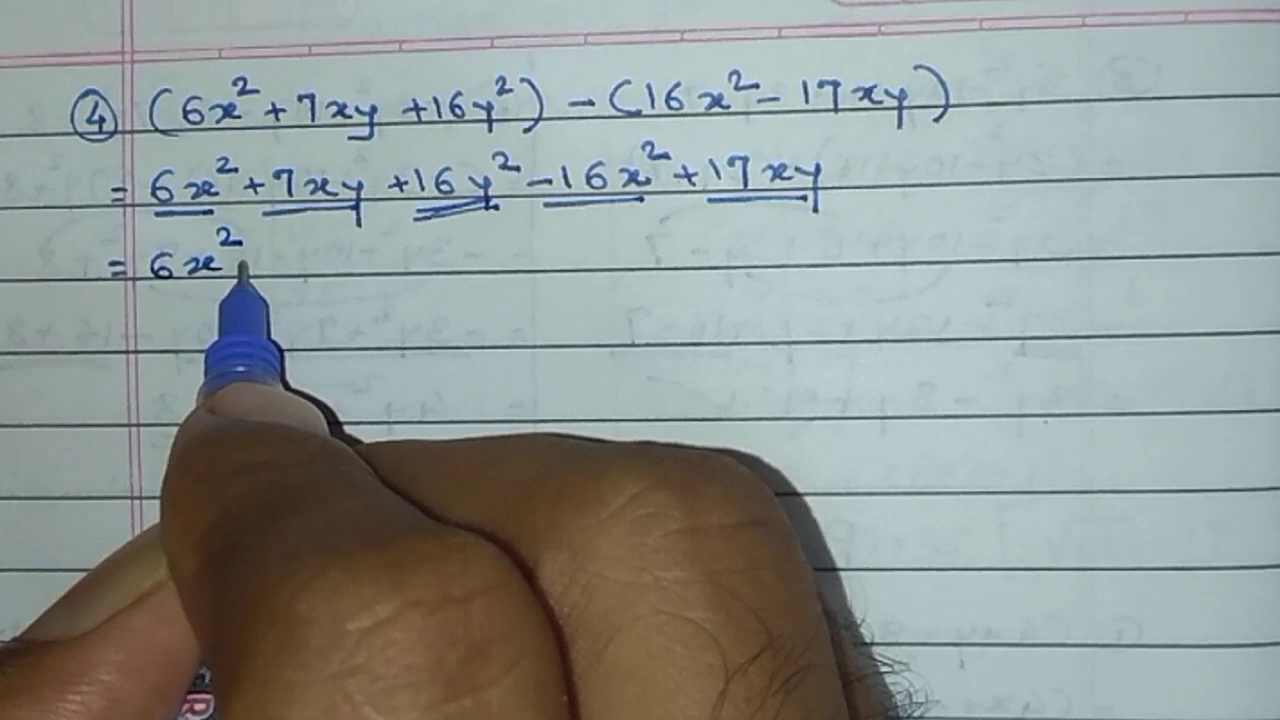 ④ (6x² + 7xy + 16y²) - (16x² - 17xy)
= 6x² + 7xy + 16y² - 16x² + 17xy
= 6x²